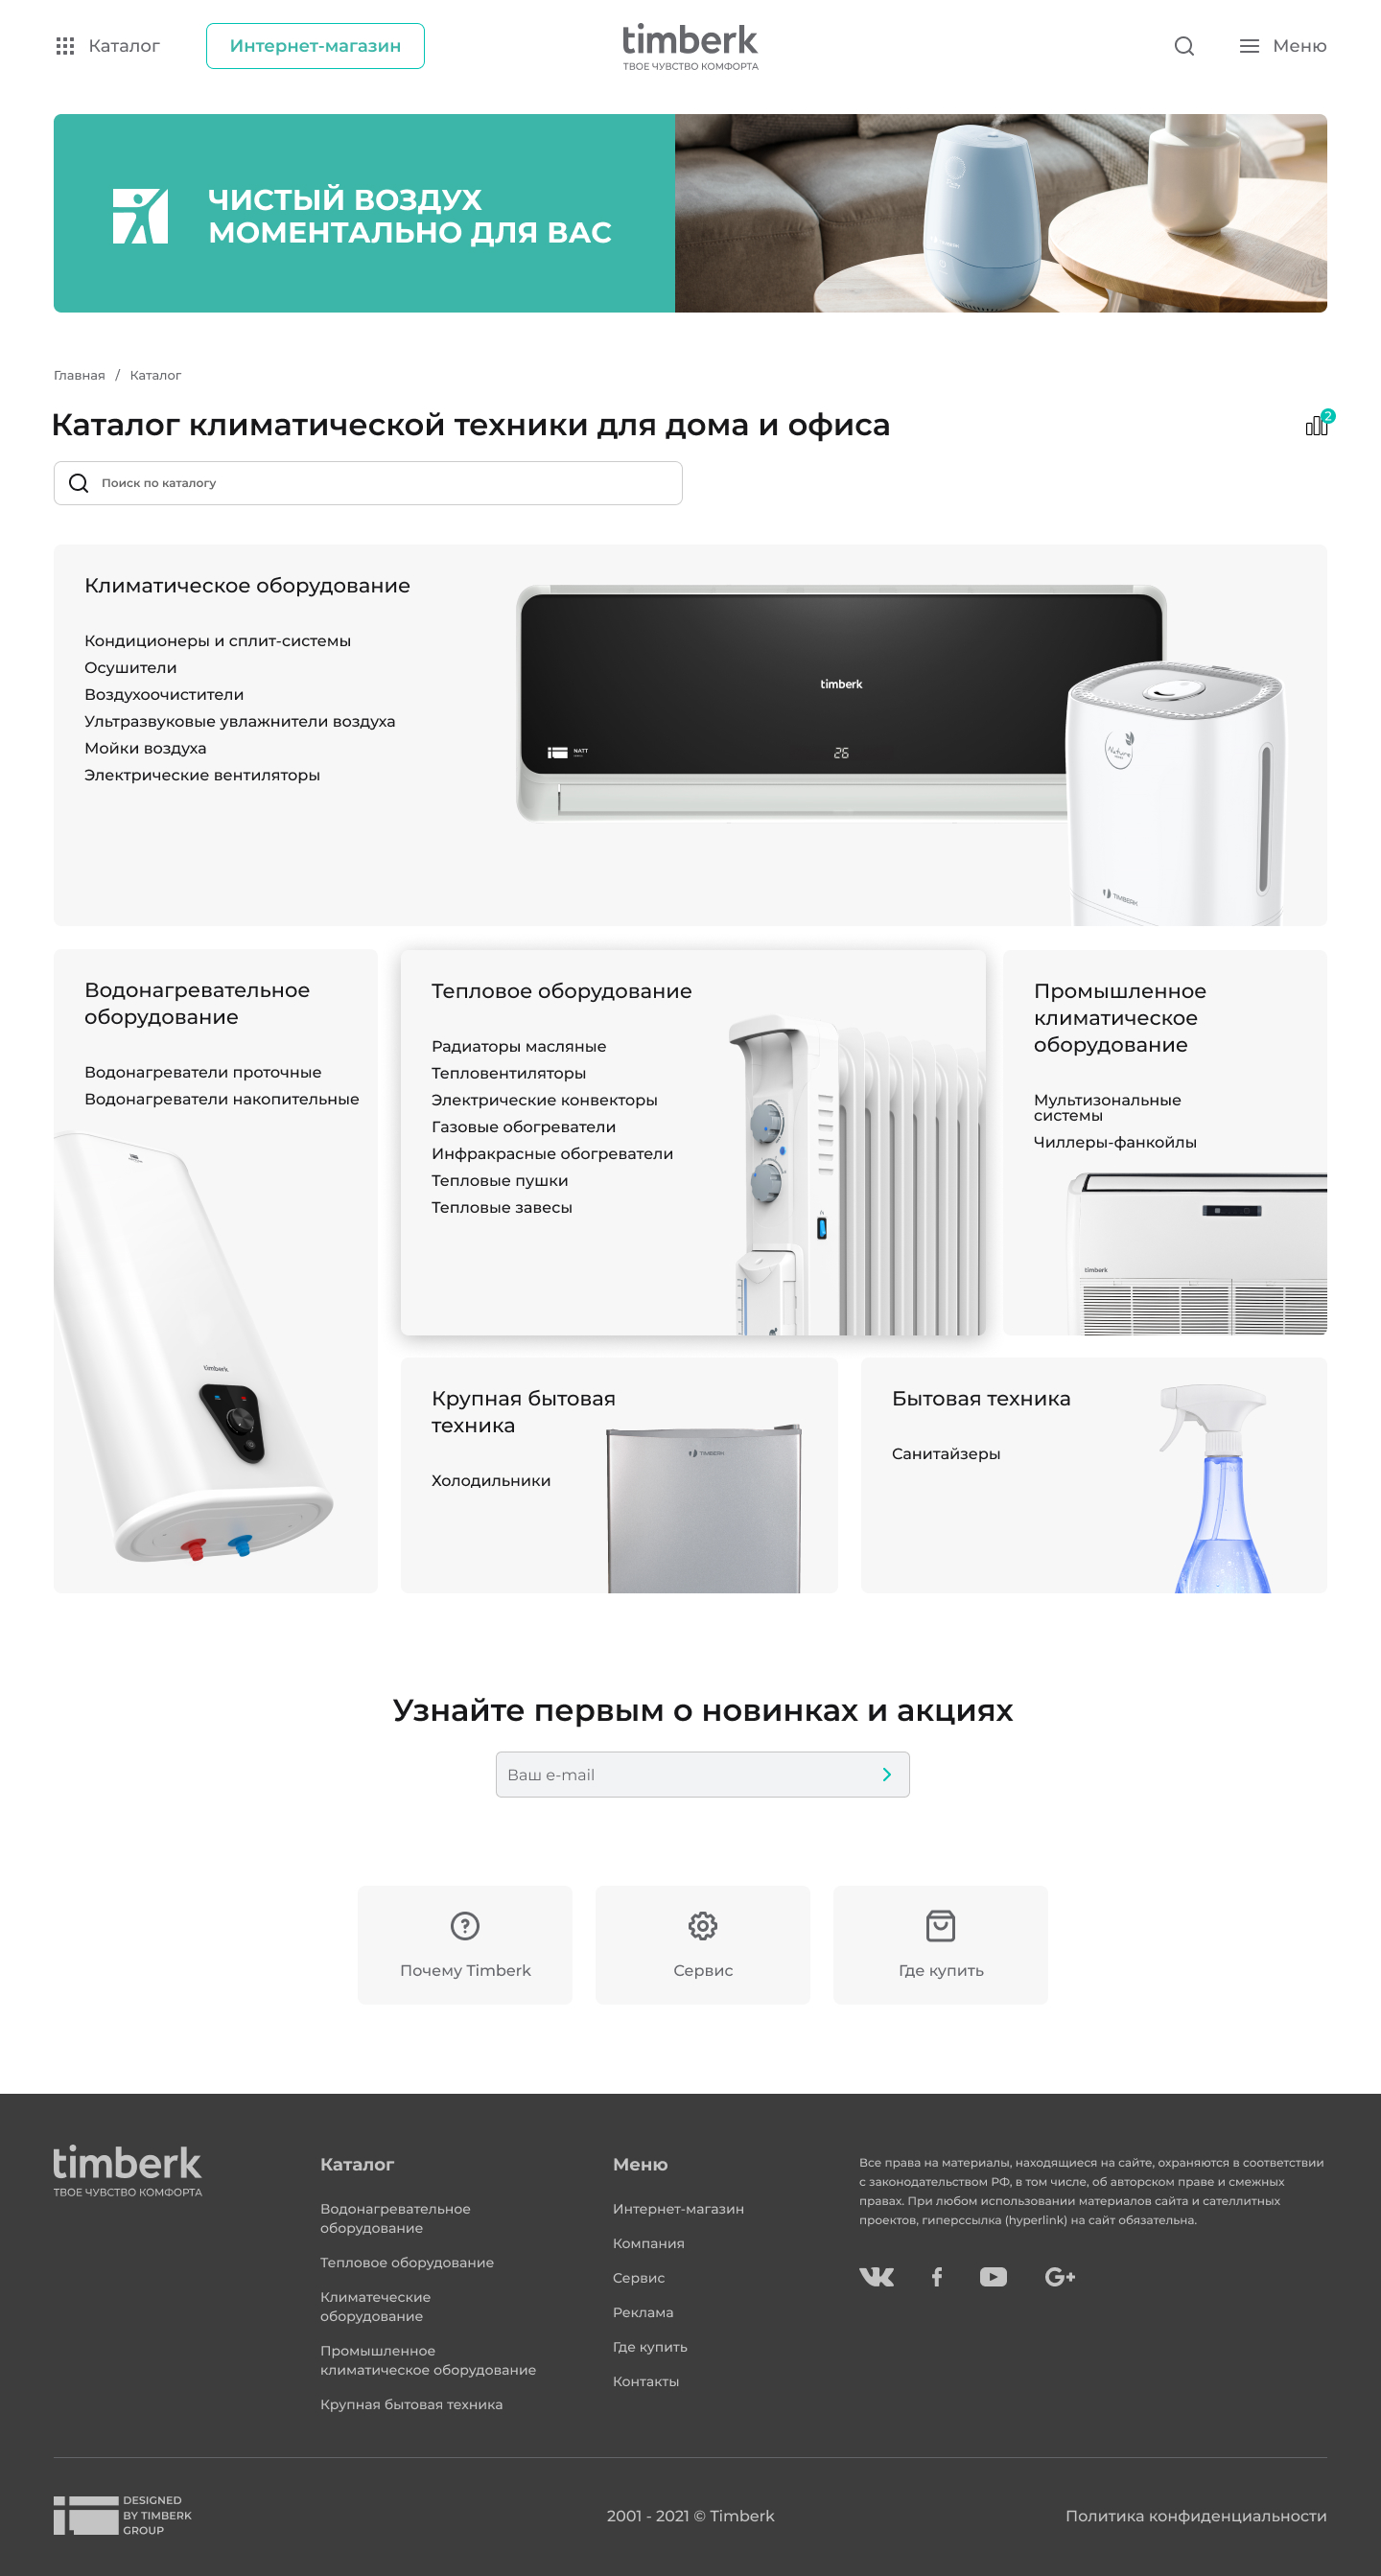 Каталог
Интернет-магазин
timberk
ТВОЕ ЧУВСТВО КОМФОРТА
Меню
ЧИСТЫЙ ВОЗДУХ
МОМЕНТАЛЬНО ДЛЯ ВАС
Главная / Каталог
Каталог климатической техники для дома и офиса
2
Поиск по каталогу
Климатическое оборудование
Кондиционеры и сплит-системы
Осушители
Воздухоочистители
Ультразвуковые увлажнители воздуха
Мойки воздуха
Электрические вентиляторы
timberk
NATT
26
Nature
TIMBERK
Водонагревательное
оборудование
Водонагреватели проточные
Водонагреватели накопительные
timberk
Тепловое оборудование
Радиаторы масляные
Тепловентиляторы
Электрические конвекторы
Газовые обогреватели
Инфракрасные обогреватели
Тепловые пушки
Тепловые завесы
Промышленное
климатическое
оборудование
Мультизональные
системы
Чиллеры-фанкойлы
timberk
Крупная бытовая
техника
Холодильники
TIMBERK
Бытовая техника
Санитайзеры
Узнайте первым о новинках и акциях
Ваш e-mail
Почему Timberk
Сервис
Где купить
timberk
ТВОЕ ЧУВСТВО КОМФОРТА
Каталог
Водонагревательное
оборудование
Тепловое оборудование
Климатеческие
оборудование
Промышленное
климатическое оборудование
Крупная бытовая техника
Меню
Интернет-магазин
Компания
Сервис
Реклама
Где купить
Контакты
Все права на материалы, находящиеся на сайте, охраняются в соответствии
с законодательством РФ, в том числе, об авторском праве и смежных
правах. При любом использовании материалов сайта и сателлитных
проектов, гиперссылка (hyperlink) на сайт обязательна.
DESIGNED
BY TIMBERK
GROUP
2001 - 2021 © Timberk
Политика конфиденциальности